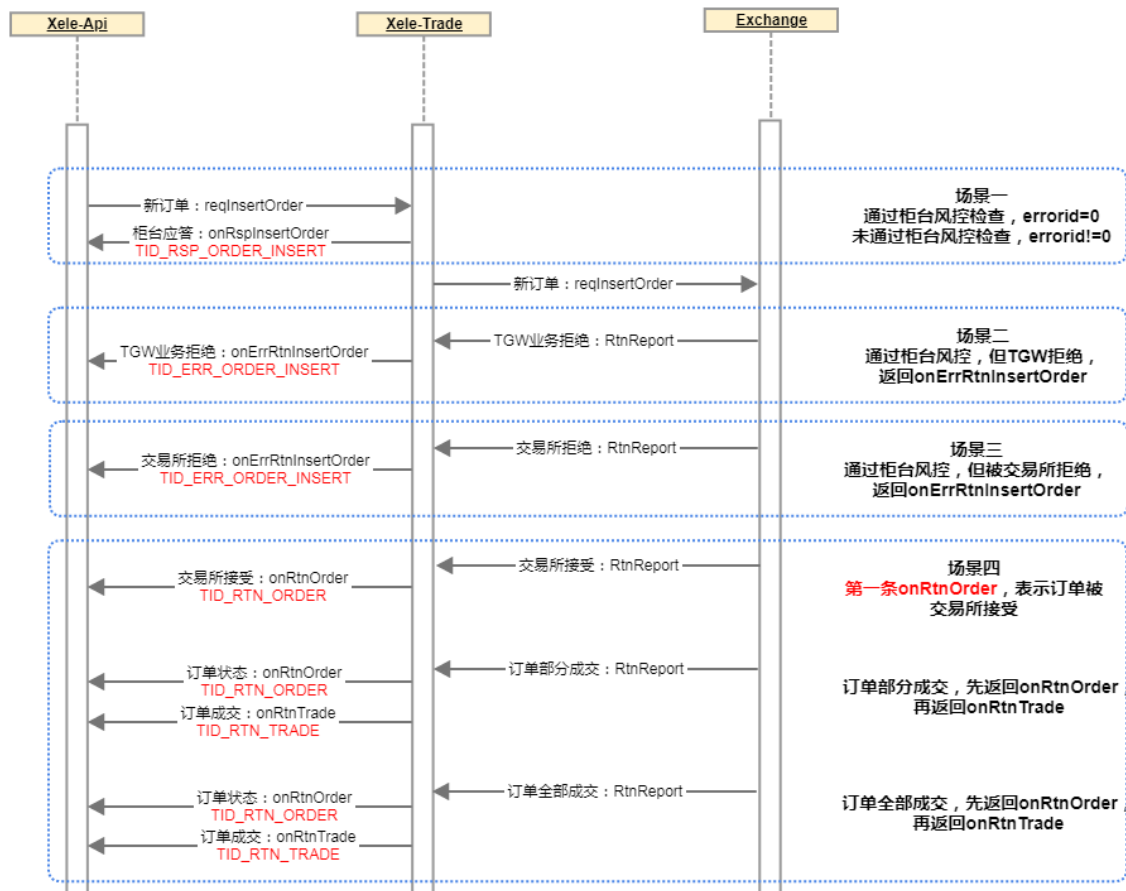 Xele-Api
Xele-Trade
Exchange
新订单：reqInsertOrder
柜台应答：onRspInsertOrder
TID_RSP_ORDER_INSERT
场景一
通过柜台风控检查，errorid=0
未通过柜台风控检查，errorid!=0
新订单：reqInsertOrder
TGW业务拒绝：RtnReport
TGW业务拒绝：onErrRtnInsertOrder
TID_ERR_ORDER_INSERT
场景二
通过柜台风控，但TGW拒绝，
返回onErrRtnInsertOrder
交易所拒绝：RtnReport
交易所拒绝：onErrRtnInsertOrder
TID_ERR_ORDER_INSERT
场景三
通过柜台风控，但被交易所拒绝，
返回onErrRtnInsertOrder
交易所接受：RtnReport
交易所接受：onRtnOrder
TID_RTN_ORDER
场景四
第一条onRtnOrder，表示订单被
交易所接受
订单部分成交：RtnReport
订单状态：onRtnOrder
TID_RTN_ORDER
订单成交：onRtnTrade
TID_RTN_TRADE
订单部分成交，先返回onRtnOrder，
再返回onRtnTrade
订单全部成交：RtnReport
订单状态：onRtnOrder
TID_RTN_ORDER
订单成交：onRtnTrade
TID_RTN_TRADE
订单全部成交，先返回onRtnOrder，
再返回onRtnTrade